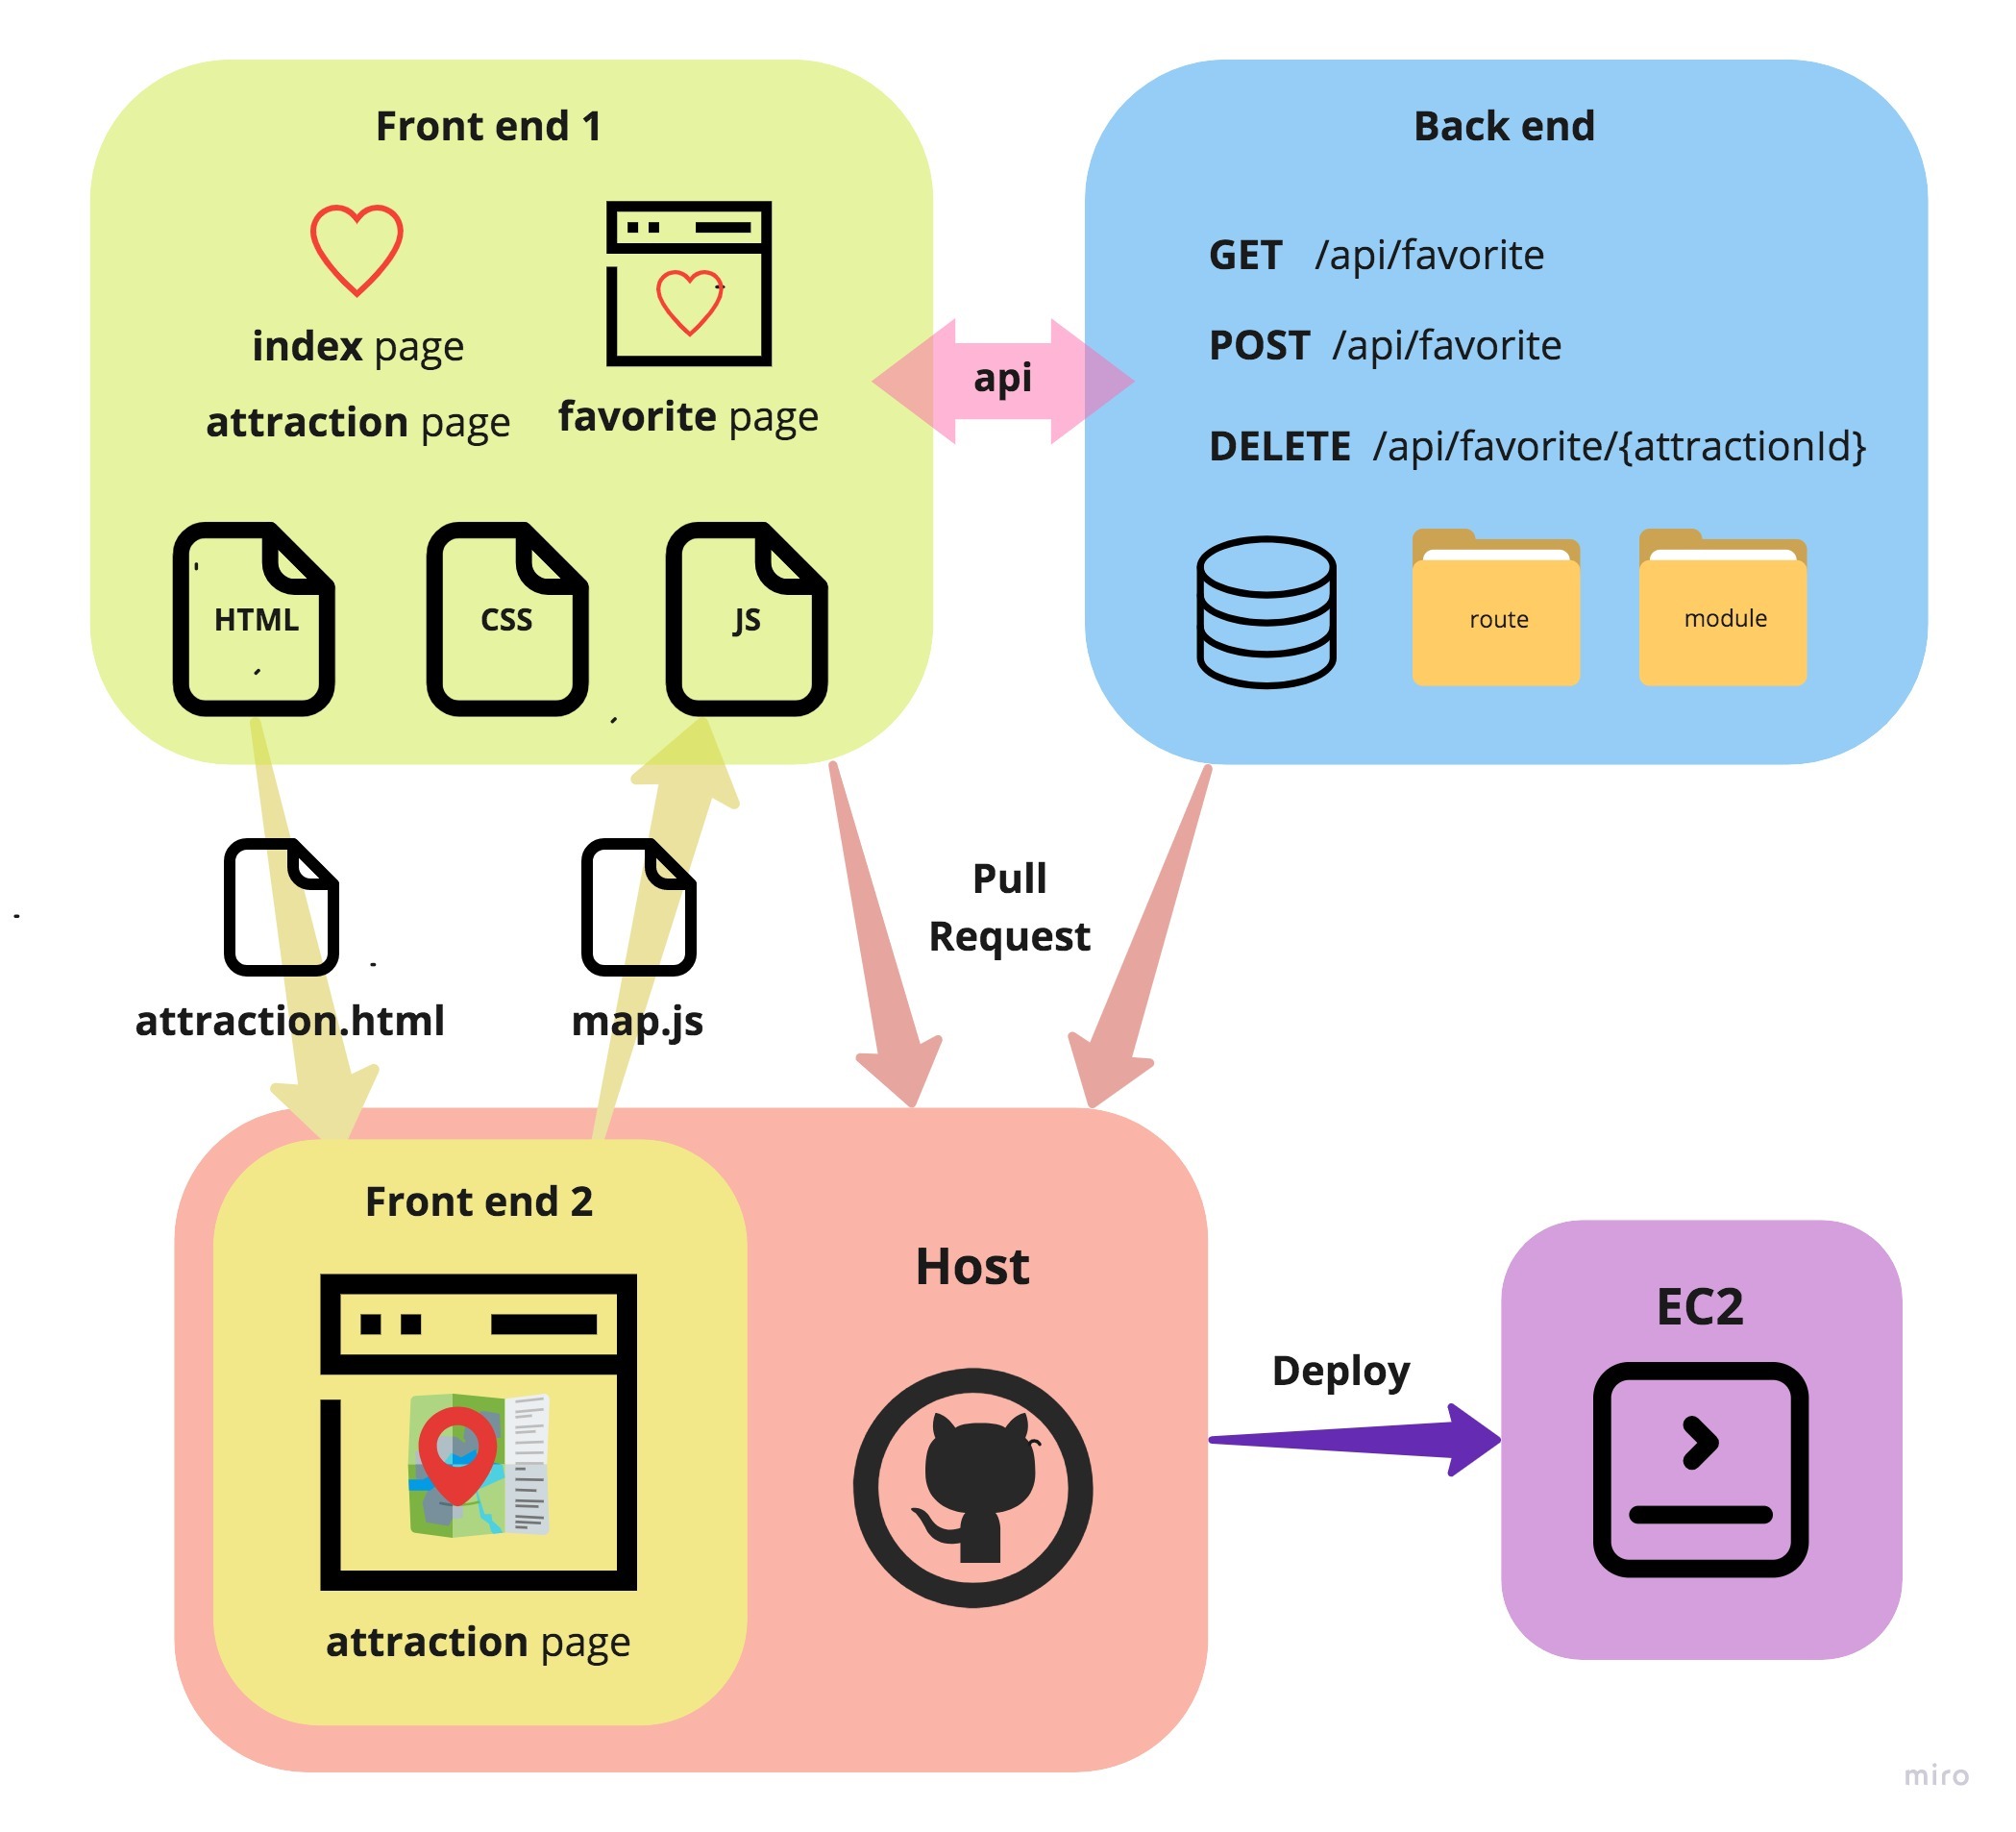 Front end 1
index page
attraction page
favorite page
HTML
CSS
JS
api
Back end
GET /api/favorite
POST /api/favorite
DELETE /api/favorite/{attractionId}
route
module
attraction.html
map.js
Pull
Request
Front end 2
attraction page
Host
Deploy
EC2
miro